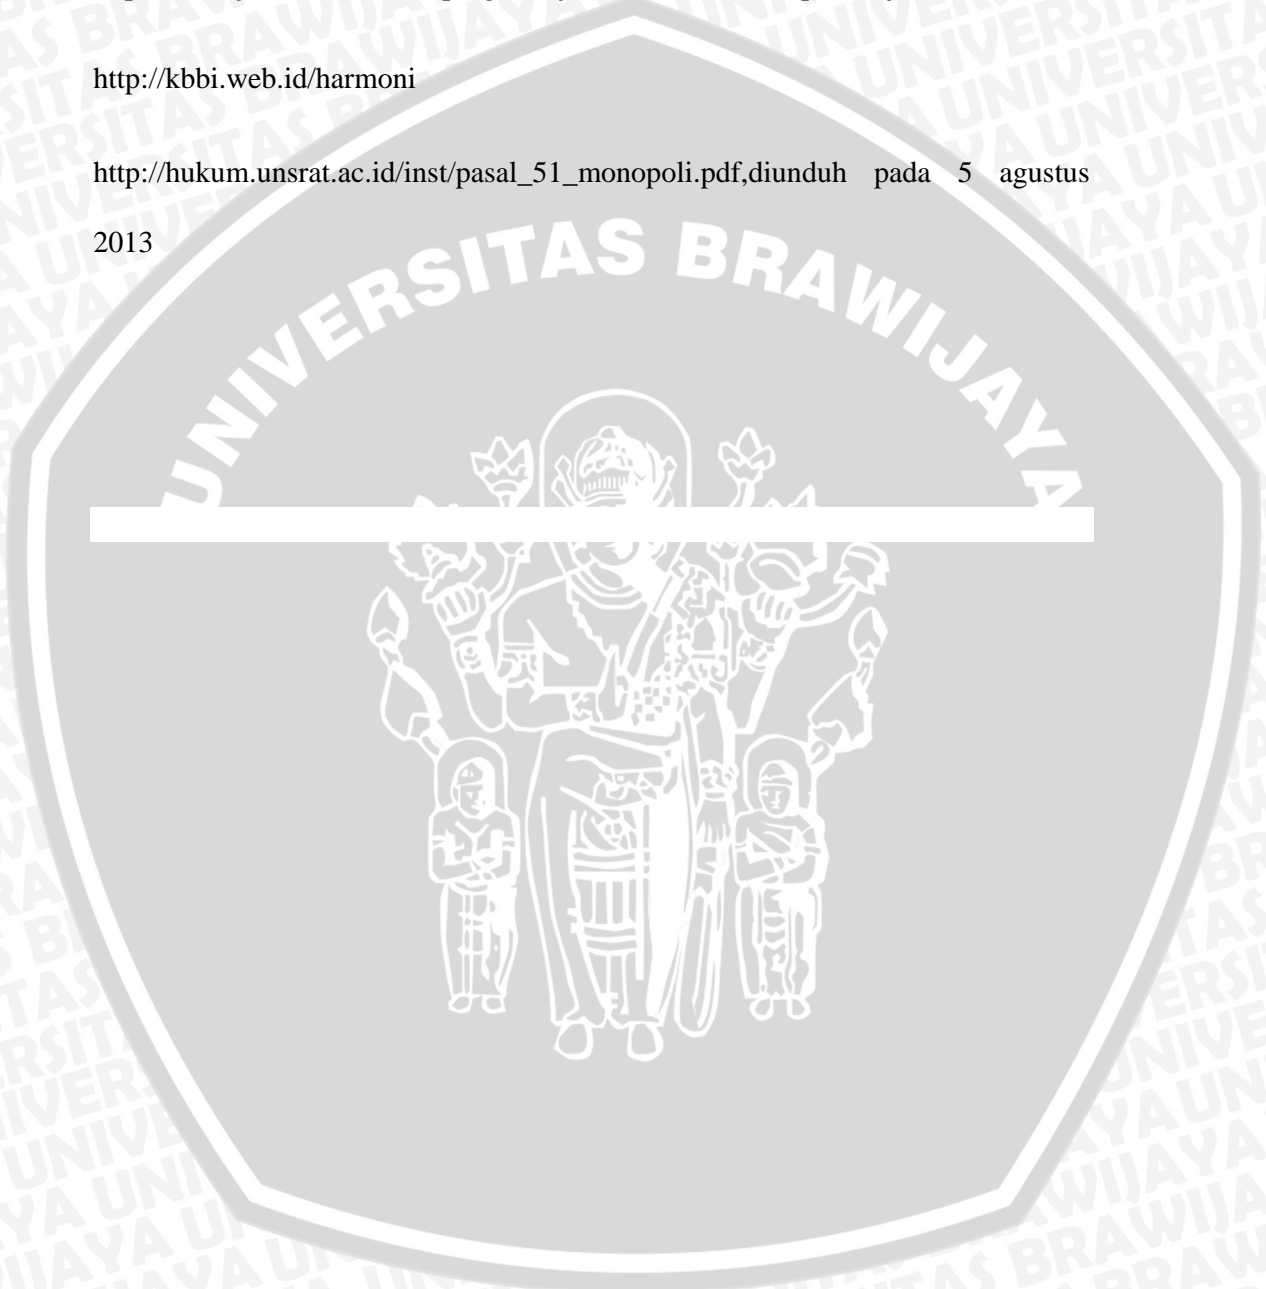 http://kbbi.web.id/harmoni
http://hukum.unsrat.ac.id/inst/pasal_51_monopoli.pdf,diunduh pada 5 agustus
2013
UNIVERSITAS BRAWIJAYA